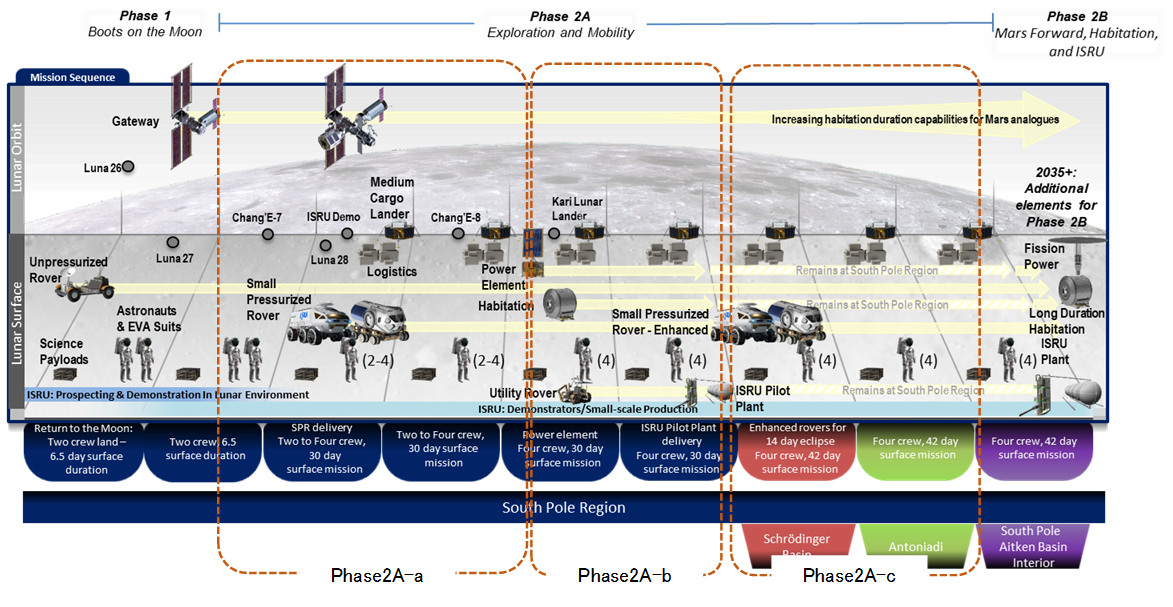 Phase 1
Boots on the Moon
Phase 2A
Exploration and Mobility
Phase 2B
Mars Forward, Habitation,
and ISRU
Mission Sequence
Lunar Orbit
Gateway
Increasing habitation duration capabilities for Mars analogues
Luna 26
2035+:
Additional
elements for
Phase 2B
Medium
Cargo
Lander
Chang'E-7
ISRU Demo
Chang'E-8
Kari Lunar
Lander
Lunar Surface
Luna 27
Luna 28
Logistics
Unpressurized
Rover
Small
Pressurized
Rover
Power
Element
Remains at South Pole Region
Fission
Power
Habitation
Remains at South Pole Region
Astronauts
& EVA Suits
Small Pressurized
Rover - Enhanced
Long Duration
Habitation
ISRU
Plant
Science
Payloads
(2-4)
(2-4)
(4)
(4)
(4)
(4)
(4)
Utility Rover
ISRU Pilot
Plant
Remains at South Pole Region
ISRU: Prospecting & Demonstration In Lunar Environment
ISRU: Demonstrators/Small-scale Production
Return to the Moon:
Two crew land –
6.5 day surface
duration
Two crew, 6.5
surface duration
SPR delivery
Two to Four crew,
30 day
surface mission
Two to Four crew,
30 day surface
mission
Power element
Four crew, 30 day
surface mission
ISRU Pilot Plant
delivery
Four crew, 30 day
surface mission
Enhanced rovers for
14 day eclipse
Four crew, 42 day
surface mission
Four crew, 42 day
surface mission
Four crew, 42 day
surface mission
South Pole Region
Schrödinger
Basin
Antoniadi
South Pole
Aitken Basin
Interior
Phase2A-a
Phase2A-b
Phase2A-c